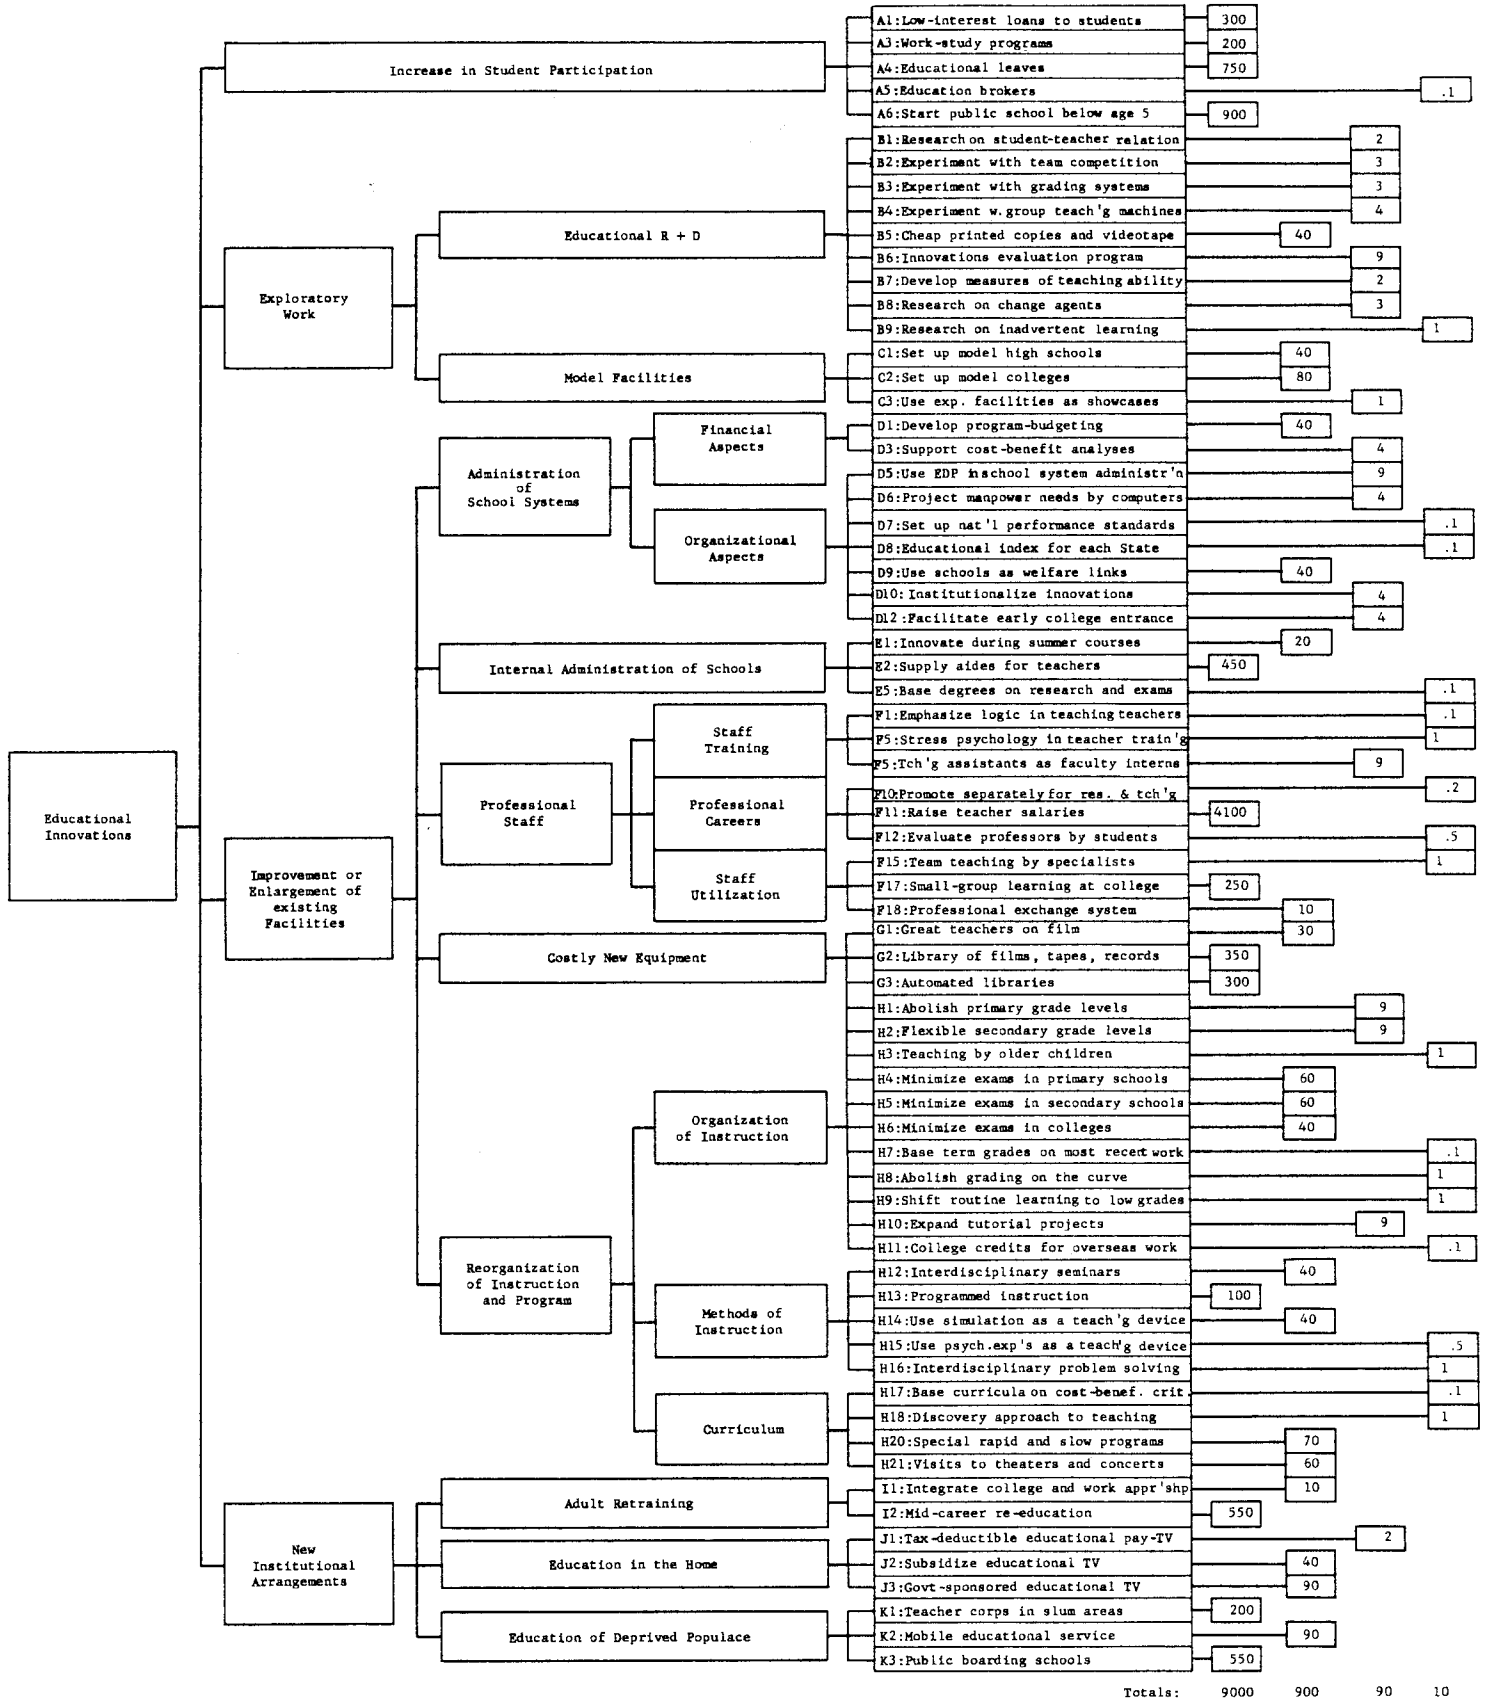 Educational
Innovations
Increase in Student Participation
Exploratory
Work
Educational R + D
Model Facilities
Improvement or
Enlargement of
existing
Facilities
Administration
of
School Systems
Financial
Aspects
Organizational
Aspects
Internal Administration of Schools
Professional
Staff
Staff
Training
Professional
Careers
Staff
Utilization
Costly New Equipment
Reorganization
of Instruction
and Program
Organization
of Instruction
Methods of
Instruction
Curriculum
New
Institutional
Arrangements
Adult Retraining
Education in the Home
Education of Deprived Populace
A1:Low-interest loans to students 300
A3:Work-study programs 200
A4:Educational leaves 750
A5:Education brokers .1
A6:Start public school below age 5 900
B1:Research on student-teacher relation 2
B2:Experiment with team competition 3
B3:Experiment with grading systems 3
B4:Experiment w.group teach'g machines 4
B5:Cheap printed copies and videotape 40
B6:Innovations evaluation program 9
B7:Develop measures of teaching ability 2
B8:Research on change agents 3
B9:Research on inadvertent learning 1
C1:Set up model high schools 40
C2:Set up model colleges 80
C3:Use exp. facilities as showcases 1
D1:Develop program-budgeting 40
D3:Support cost-benefit analyses 4
D5:Use EDP in school system administr'n 9
D6:Project manpower needs by computers 4
D7:Set up nat'l performance standards .1
D8:Educational index for each State .1
D9:Use schools as welfare links 40
D10: Institutionalize innovations 4
D12:Facilitate early college entrance 4
E1:Innovate during summer courses 20
E2:Supply aides for teachers 450
E5:Base degrees on research and exams .1
F1:Emphasize logic in teaching teachers .1
F5:Stress psychology in teacher train'g 1
F5:Tch'g assistants as faculty interns 9
F10:Promote separately for res. & tch'g .2
F11:Raise teacher salaries 4100
F12:Evaluate professors by students .5
F15:Team teaching by specialists 1
F17:Small-group learning at college 250
F18:Professional exchange system 10
G1:Great teachers on film 30
G2:Library of films, tapes, records 350
G3:Automated libraries 300
H1:Abolish primary grade levels 9
H2:Flexible secondary grade levels 9
H3:Teaching by older children 1
H4:Minimize exams in primary schools 60
H5:Minimize exams in secondary schools 60
H6:Minimize exams in colleges 40
H7:Base term grades on most recent work .1
H8:Abolish grading on the curve 1
H9:Shift routine learning to low grades 1
H10:Expand tutorial projects 9
H11:College credits for overseas work .1
H12:Interdisciplinary seminars 40
H13:Programmed instruction 100
H14:Use simulation as a teach'g device 40
H15:Use psych.exp's as a teach'g device .5
H16:Interdisciplinary problem solving 1
H17:Base curricula on cost-benef. crit. .1
H18:Discovery approach to teaching 1
H20:Special rapid and slow programs 70
H21:Visits to theaters and concerts 60
I1:Integrate college and work appr'shp 10
I2:Mid-career re-education 550
J1:Tax-deductible educational pay-TV 2
J2:Subsidize educational TV 40
J3:Govt-sponsored educational TV 90
K1:Teacher corps in slum areas 200
K2:Mobile educational service 90
K3:Public boarding schools 550
Totals: 9000 900 90 10